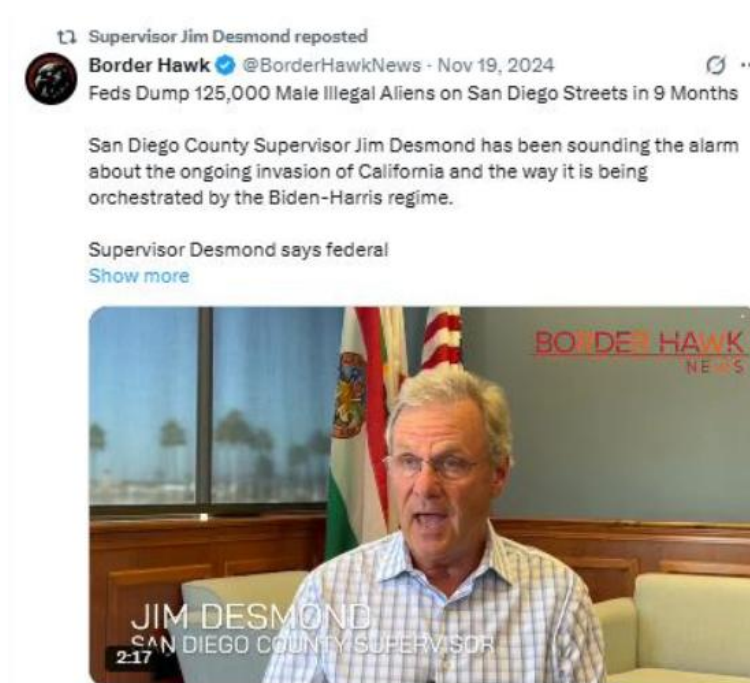 Supervisor Jim Desmond reposted
Border Hawk @BorderHawkNews · Nov 19, 2024
Feds Dump 125,000 Male Illegal Aliens on San Diego Streets in 9 Months
San Diego County Supervisor Jim Desmond has been sounding the alarm
about the ongoing invasion of California and the way it is being
orchestrated by the Biden-Harris regime.
Supervisor Desmond says federal
Show more
BORDER HAWK
NEWS
JIM DESMOND
SAN DIEGO COUNTY SUPERVISOR
2:17